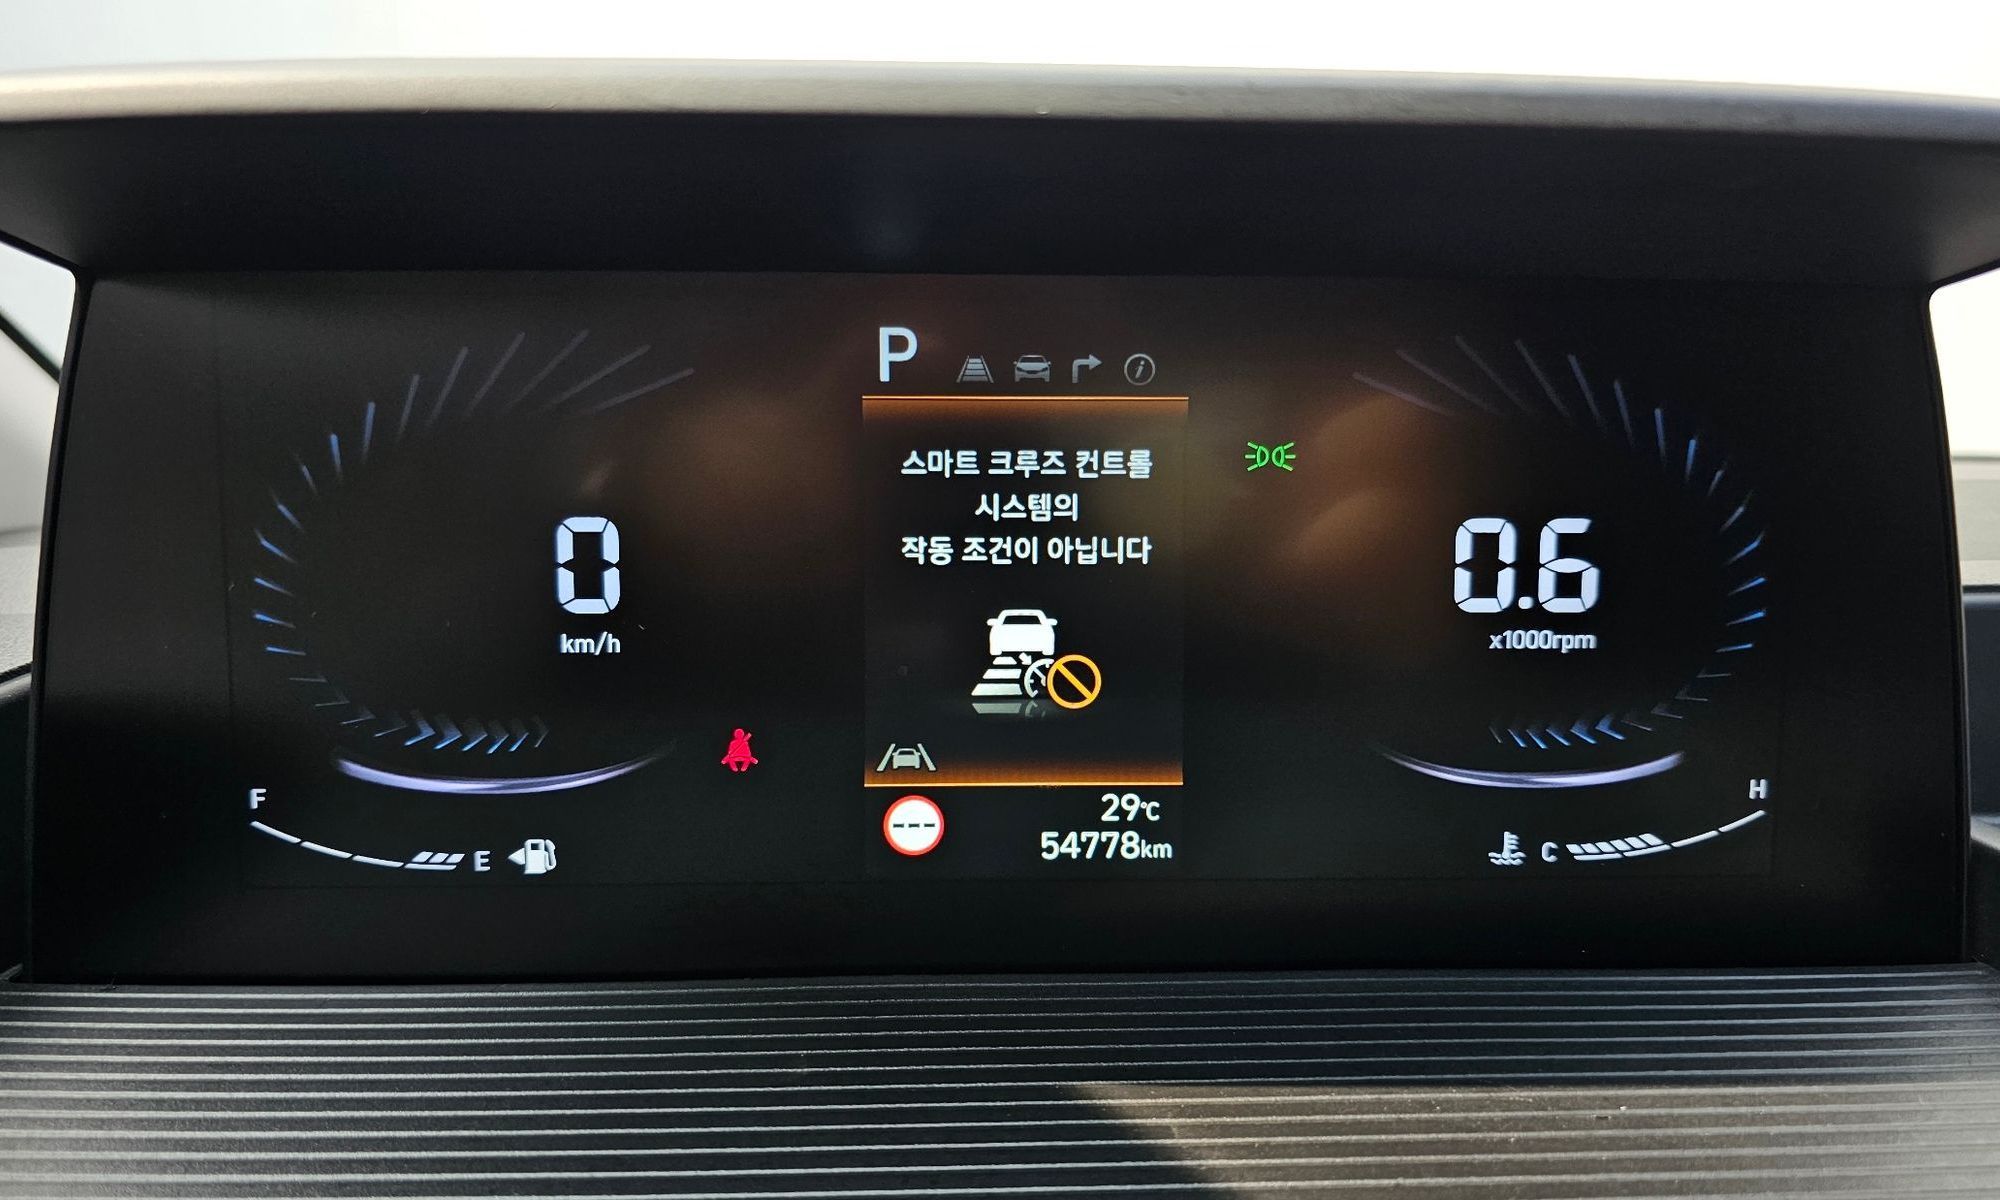 P
스마트 크루즈 컨트롤
시스템의
작동 조건이 아닙니다
0
km/h
0.6
x1000rpm
F
E
---
29℃
54778km
H
C